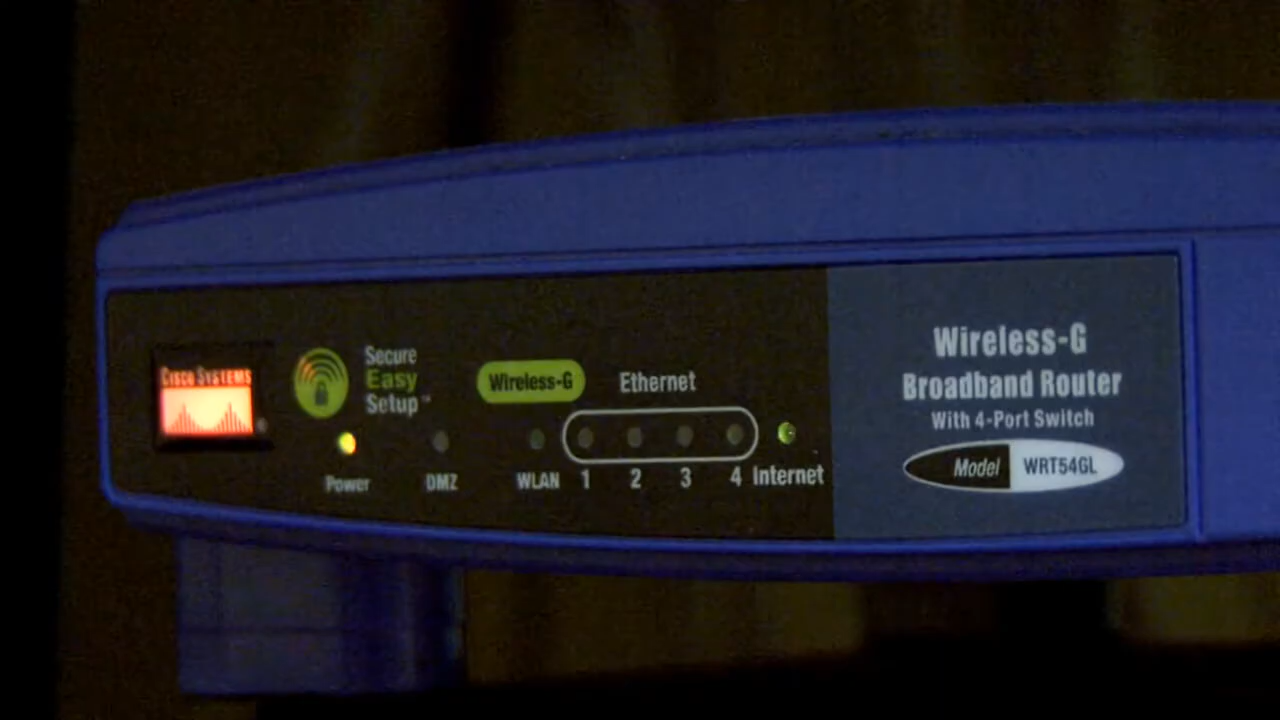 CISCO SYSTEMS
Secure
Easy
Setup™
Wireless-G
Ethernet
Power
DMZ
WLAN
1
2
3
4
Internet
Wireless-G
Broadband Router
With 4-Port Switch
Model WRT54GL